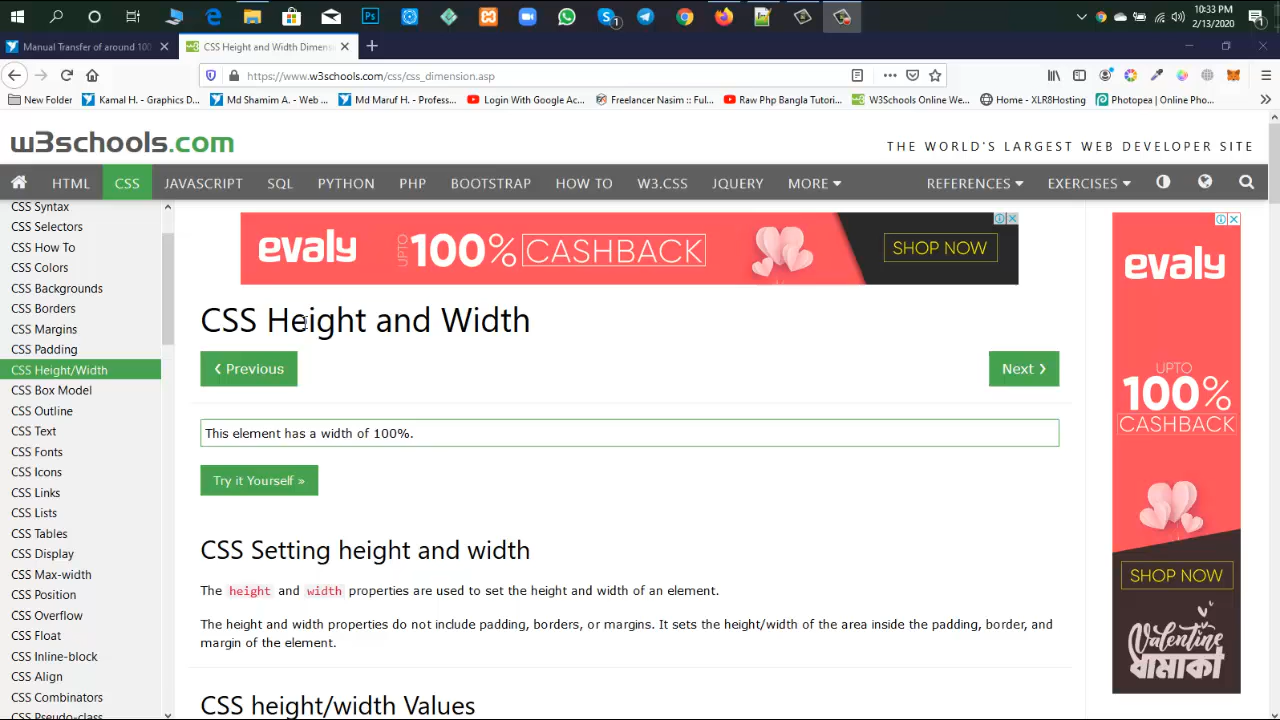 10:33 PM
2/13/2020
Manual Transfer of around 100
CSS Height and Width Dimens
https://www.w3schools.com/css/css_dimension.asp
New Folder
Kamal H. - Graphics D...
Md Shamim A. - Web ...
Md Maruf H. - Profess...
Login With Google Ac...
Freelancer Nasim :: Ful...
Raw Php Bangla Tutori...
W3Schools Online We...
Home - XLR8Hosting
Photopea | Online Pho...
w3schools.com
THE WORLD'S LARGEST WEB DEVELOPER SITE
HTML CSS JAVASCRIPT SQL PYTHON PHP BOOTSTRAP HOW TO W3.CSS JQUERY MORE REFERENCES EXERCISES
CSS Syntax
CSS Selectors
CSS How To
CSS Colors
CSS Backgrounds
CSS Borders
CSS Margins
CSS Padding
CSS Height/Width
CSS Box Model
CSS Outline
CSS Text
CSS Fonts
CSS Icons
CSS Links
CSS Lists
CSS Tables
CSS Display
CSS Max-width
CSS Position
CSS Overflow
CSS Float
CSS Inline-block
CSS Align
CSS Combinators
CSS Pseudo-class
evaly UPTO 100% CASHBACK SHOP NOW
CSS Height and Width
❮ Previous
Next ❯
This element has a width of 100%.
Try it Yourself »
CSS Setting height and width
The height and width properties are used to set the height and width of an element.
The height and width properties do not include padding, borders, or margins. It sets the height/width of the area inside the padding, border, and
margin of the element.
CSS height/width Values
evaly
UPTO
100%
CASHBACK
SHOP NOW
Valentine
ধামাকা